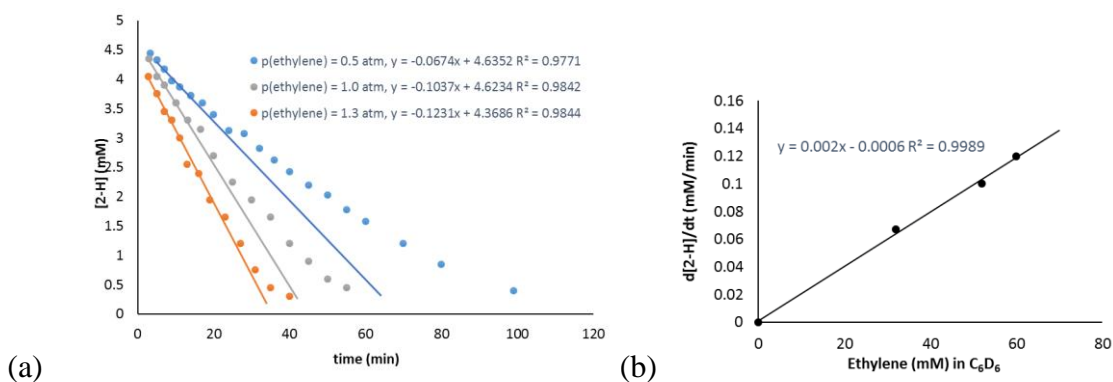 5
4.5
4
3.5
3
2.5
2
1.5
1
0.5
0
[2-H] (mM)
p(ethylene) = 0.5 atm, y = -0.0674x + 4.6352 R² = 0.9771
p(ethylene) = 1.0 atm, y = -0.1037x + 4.6234 R² = 0.9842
p(ethylene) = 1.3 atm, y = -0.1231x + 4.3686 R² = 0.9844
0 20 40 60 80 100 120
time (min)
(a)
0.16
0.14
0.12
0.1
0.08
0.06
0.04
0.02
0
d[2-H]/dt (mM/min)
y = 0.002x - 0.0006 R² = 0.9989
0 20 40 60 80
Ethylene (mM) in C₆D₆
(b)